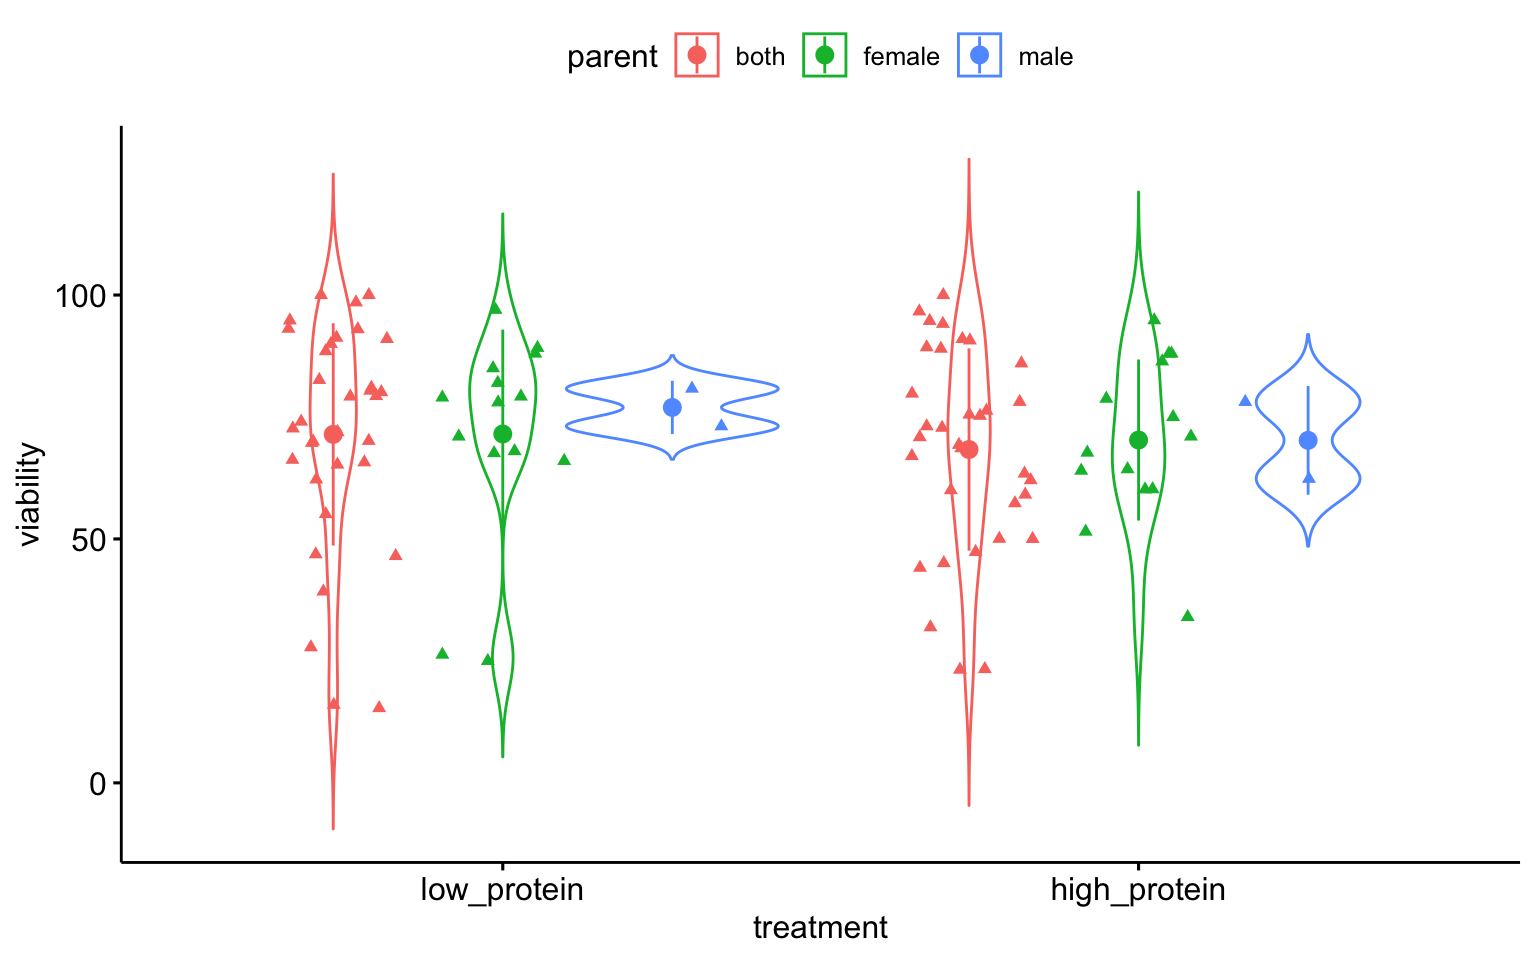 parent both female male
viability
100
50
0
low_protein high_protein
treatment